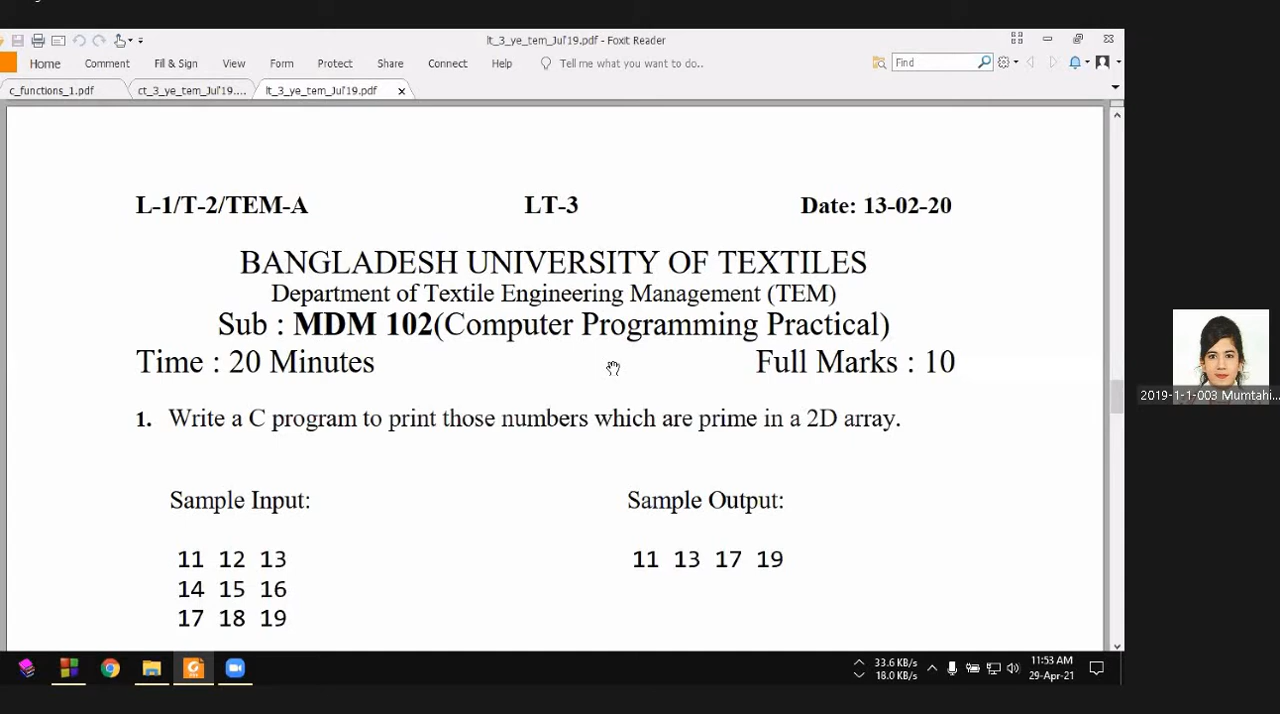 lt_3_ye_tem_Jul'19.pdf - Foxit Reader
Home Comment Fill & Sign View Form Protect Share Connect Help Tell me what you want to do.. Find
c_functions_1.pdf ct_3_ye_tem_Jul'19.... lt_3_ye_tem_Jul'19.pdf
L-1/T-2/TEM-A LT-3 Date: 13-02-20
BANGLADESH UNIVERSITY OF TEXTILES
Department of Textile Engineering Management (TEM)
Sub : MDM 102(Computer Programming Practical)
Time : 20 Minutes Full Marks : 10
1. Write a C program to print those numbers which are prime in a 2D array.
Sample Input: Sample Output:
11 12 13 11 13 17 19
14 15 16
17 18 19
2019-1-1-003 Mumtahi...
33.6 KB/s
18.0 KB/s
11:53 AM
29-Apr-21